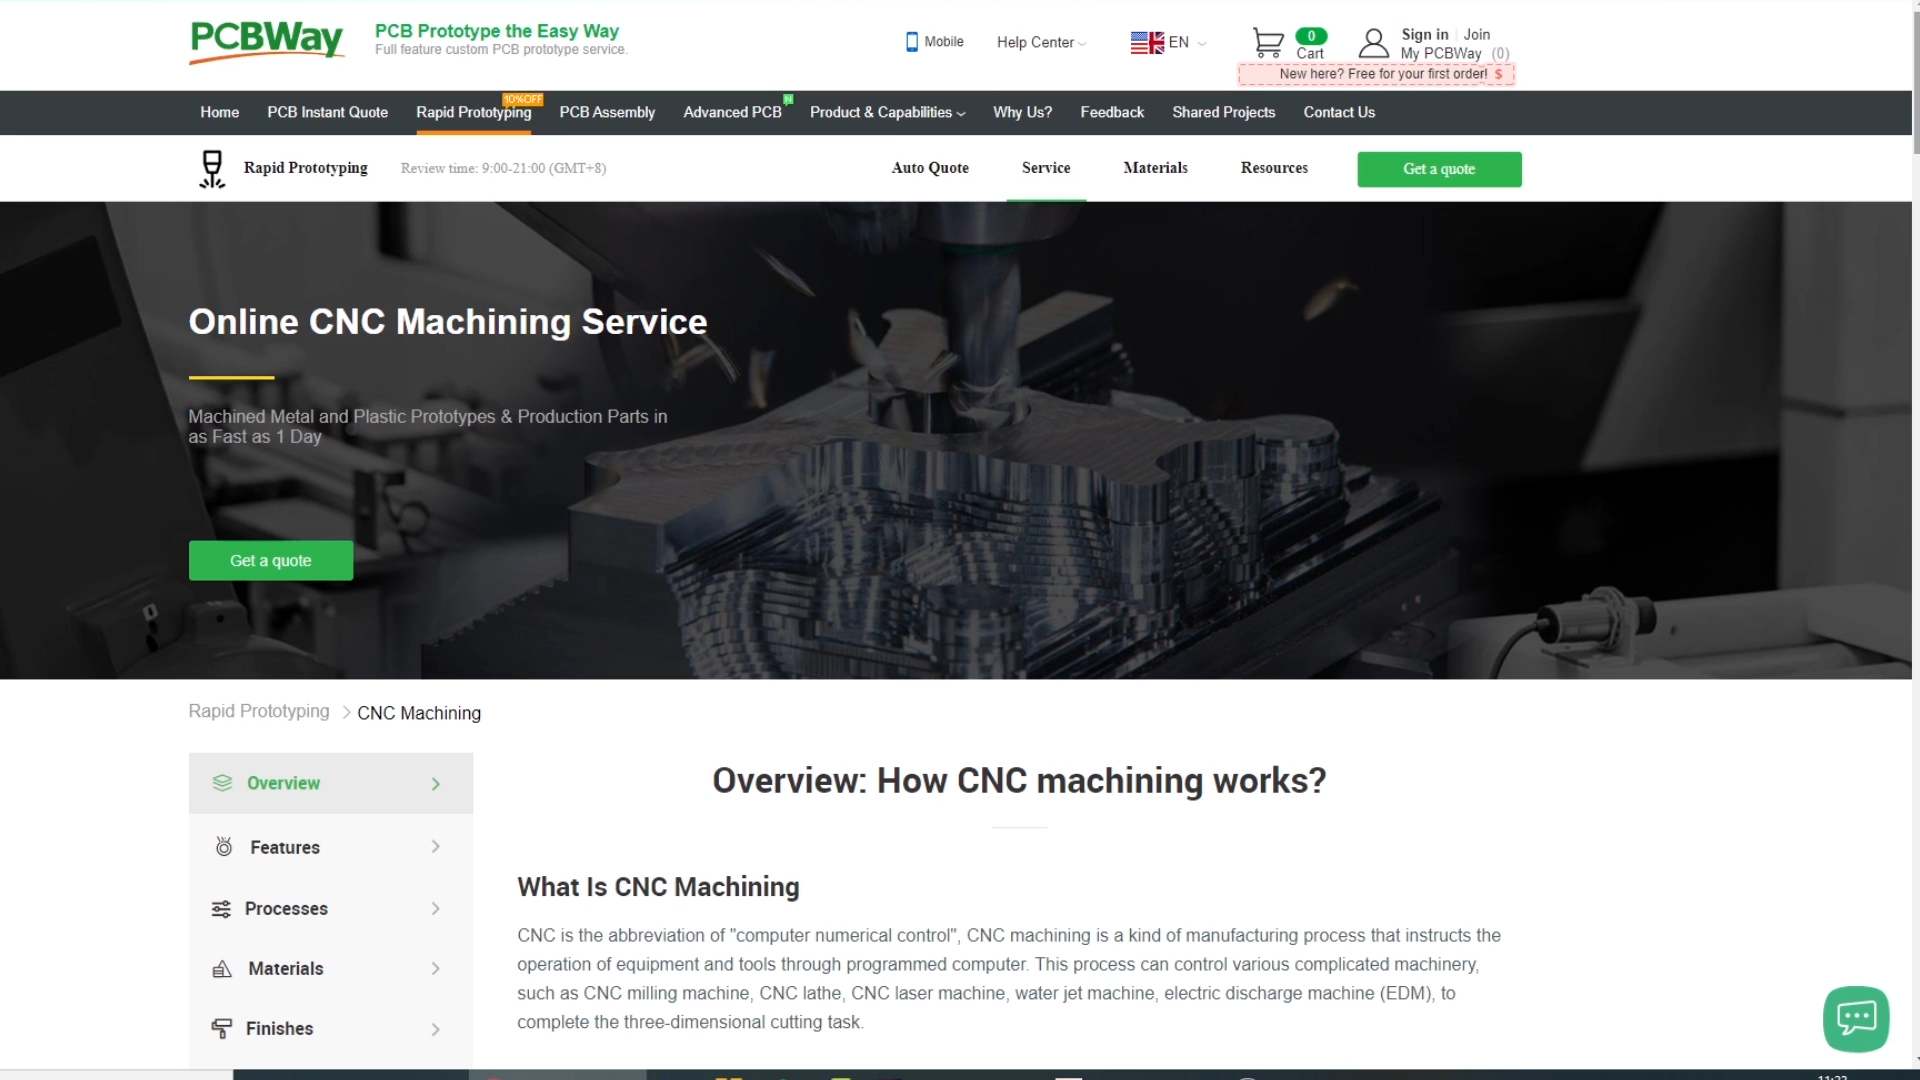 PCBWay
PCB Prototype the Easy Way
Full feature custom PCB prototype service.
Mobile
Help Center
EN
0
Cart
Sign in
Join
My PCBWay (0)
New here? Free for your first order! $
Home
PCB Instant Quote
Rapid Prototyping
10%OFF
PCB Assembly
Advanced PCB
N
Product & Capabilities
Why Us?
Feedback
Shared Projects
Contact Us
Rapid Prototyping
Review time: 9:00-21:00 (GMT+8)
Auto Quote
Service
Materials
Resources
Get a quote
Online CNC Machining Service
Machined Metal and Plastic Prototypes & Production Parts in
as Fast as 1 Day
Get a quote
Rapid Prototyping
CNC Machining
Overview
Features
Processes
Materials
Finishes
Overview: How CNC machining works?
What Is CNC Machining
CNC is the abbreviation of "computer numerical control", CNC machining is a kind of manufacturing process that instructs the
operation of equipment and tools through programmed computer. This process can control various complicated machinery,
such as CNC milling machine, CNC lathe, CNC laser machine, water jet machine, electric discharge machine (EDM), to
complete the three-dimensional cutting task.